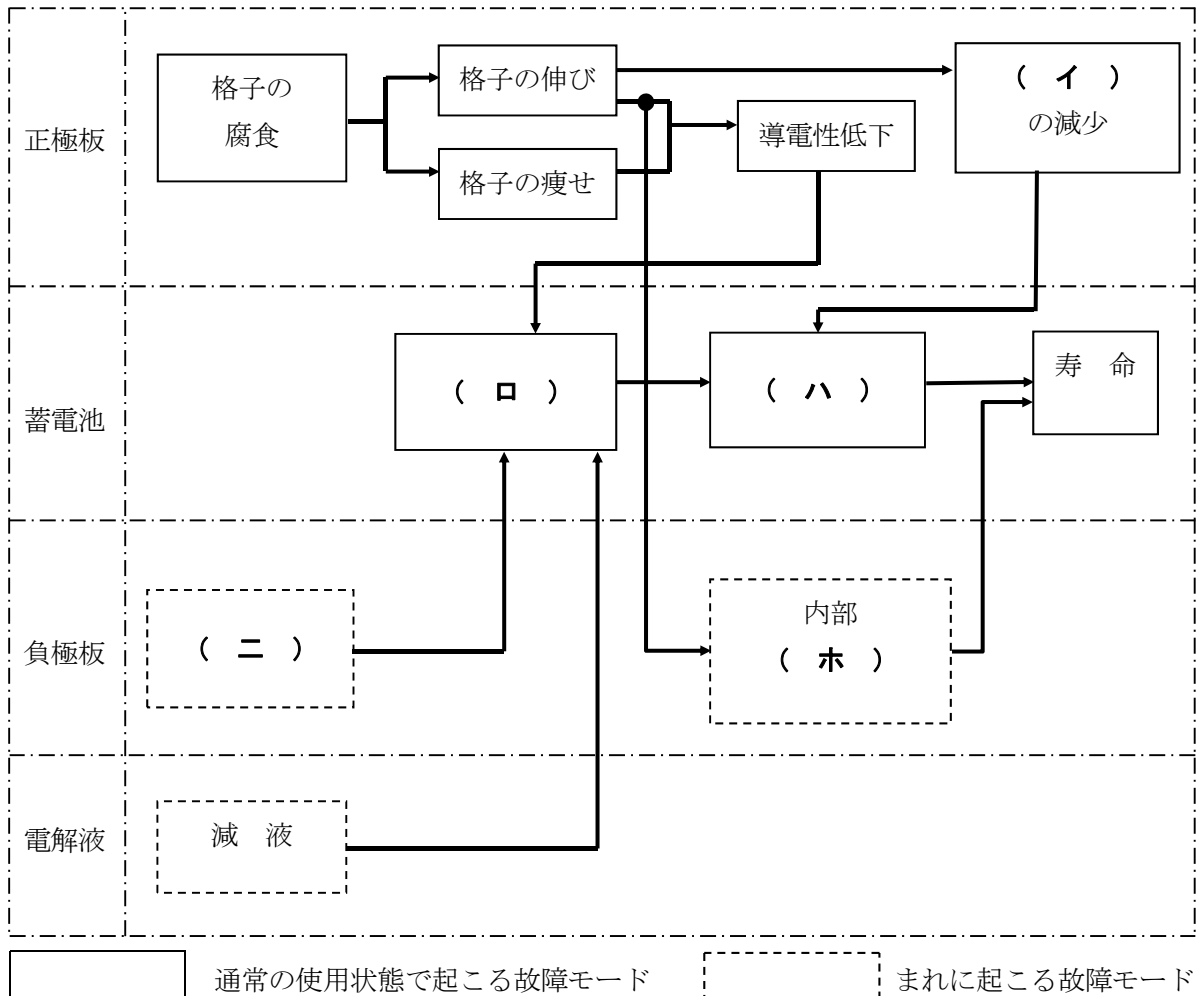 正極板
格子の
腐食
格子の伸び
格子の痩せ
導電性低下
( イ )
の減少
蓄電池
( ロ )
( ハ )
寿 命
負極板
( ニ )
内部
( ホ )
電解液
減 液
通常の使用状態で起こる故障モード
まれに起こる故障モード